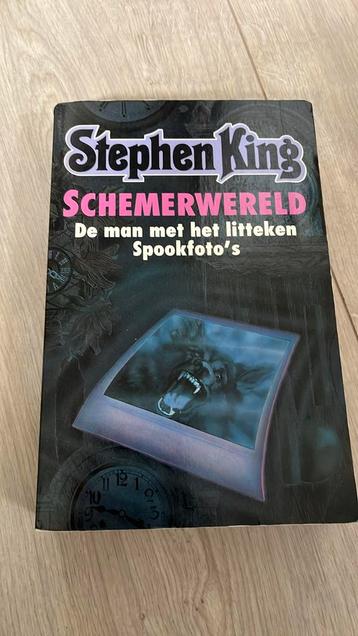 Stephen King
SCHEMERWERELD
De man met het litteken
Spookfoto's